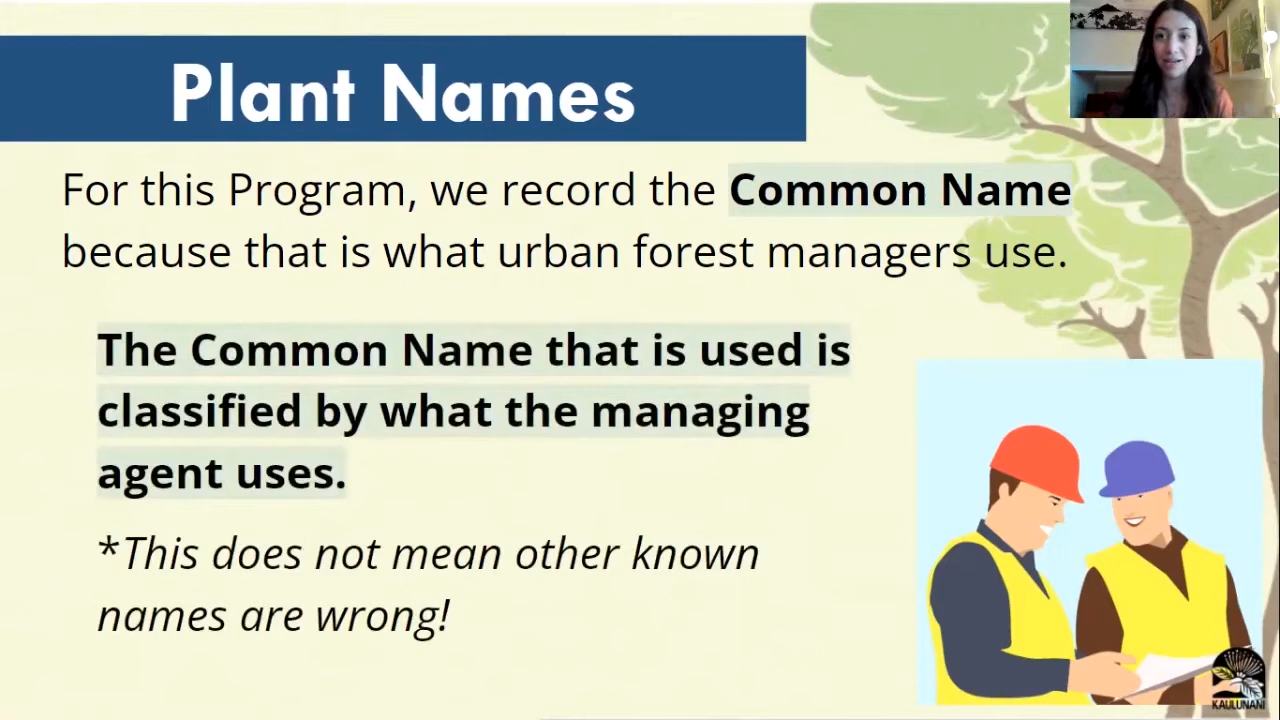 Plant Names
For this Program, we record the Common Name
because that is what urban forest managers use.
The Common Name that is used is
classified by what the managing
agent uses.
*This does not mean other known
names are wrong!
KAULUNANI